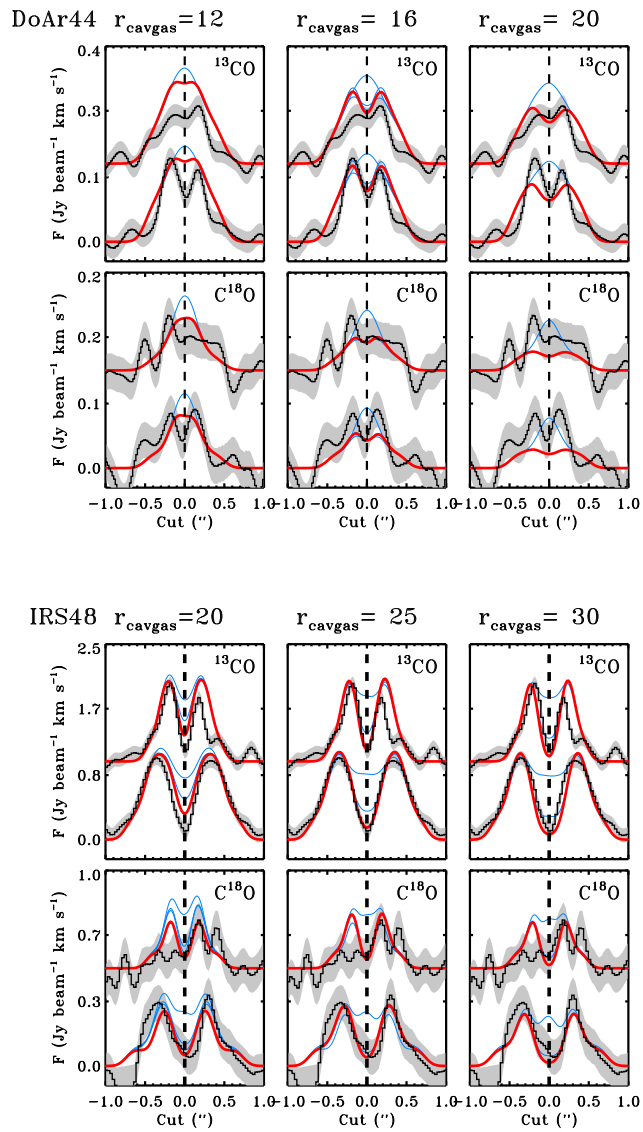 DoAr44 r_cavgas=12 r_cavgas= 16 r_cavgas= 20
F (Jy beam⁻¹ km s⁻¹)
0.4
0.3
0.1
0.0
¹³CO
¹³CO
¹³CO
F (Jy beam⁻¹ km s⁻¹)
0.2
0.2
0.1
0.0
C¹⁸O
C¹⁸O
C¹⁸O
−1.0 −0.5 0.0 0.5 1.0 −1.0 −0.5 0.0 0.5 1.0 −1.0 −0.5 0.0 0.5 1.0
Cut (") Cut (") Cut (")
IRS48 r_cavgas=20 r_cavgas= 25 r_cavgas= 30
F (Jy beam⁻¹ km s⁻¹)
2.5
1.7
0.8
0.0
¹³CO
¹³CO
¹³CO
F (Jy beam⁻¹ km s⁻¹)
1.0
0.7
0.3
0.0
C¹⁸O
C¹⁸O
C¹⁸O
−1.0 −0.5 0.0 0.5 1.0 −1.0 −0.5 0.0 0.5 1.0 −1.0 −0.5 0.0 0.5 1.0
Cut (") Cut (") Cut (")